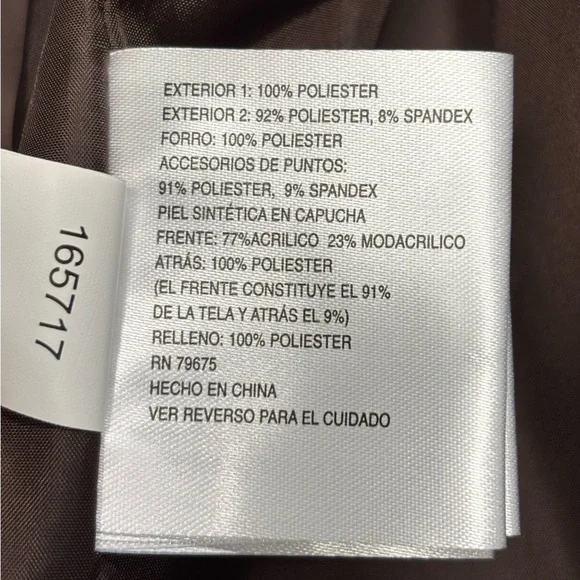 EXTERIOR 1: 100% POLIESTER
EXTERIOR 2: 92% POLIESTER, 8% SPANDEX
FORRO: 100% POLIESTER
ACCESORIOS DE PUNTOS:
91% POLIESTER, 9% SPANDEX
PIEL SINTÉTICA EN CAPUCHA
FRENTE: 77%ACRILICO 23% MODACRILICO
ATRÁS: 100% POLIESTER
(EL FRENTE CONSTITUYE EL 91%
DE LA TELA Y ATRÁS EL 9%)
RELLENO: 100% POLIESTER
RN 79675
HECHO EN CHINA
VER REVERSO PARA EL CUIDADO
165717